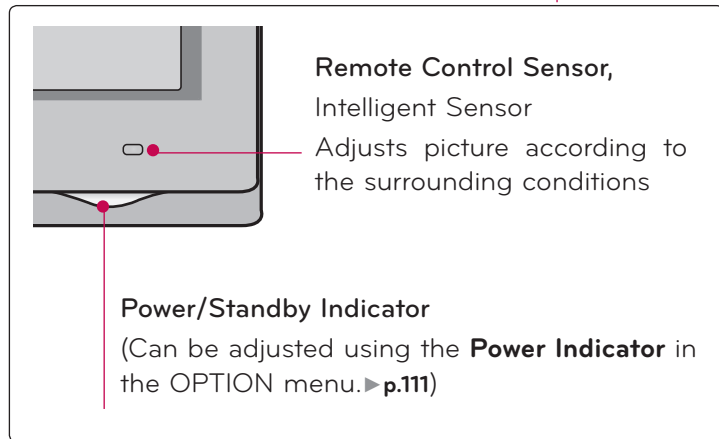 Remote Control Sensor,
Intelligent Sensor
Adjusts picture according to
the surrounding conditions
Power/Standby Indicator
(Can be adjusted using the Power Indicator in
the OPTION menu.►p.111)